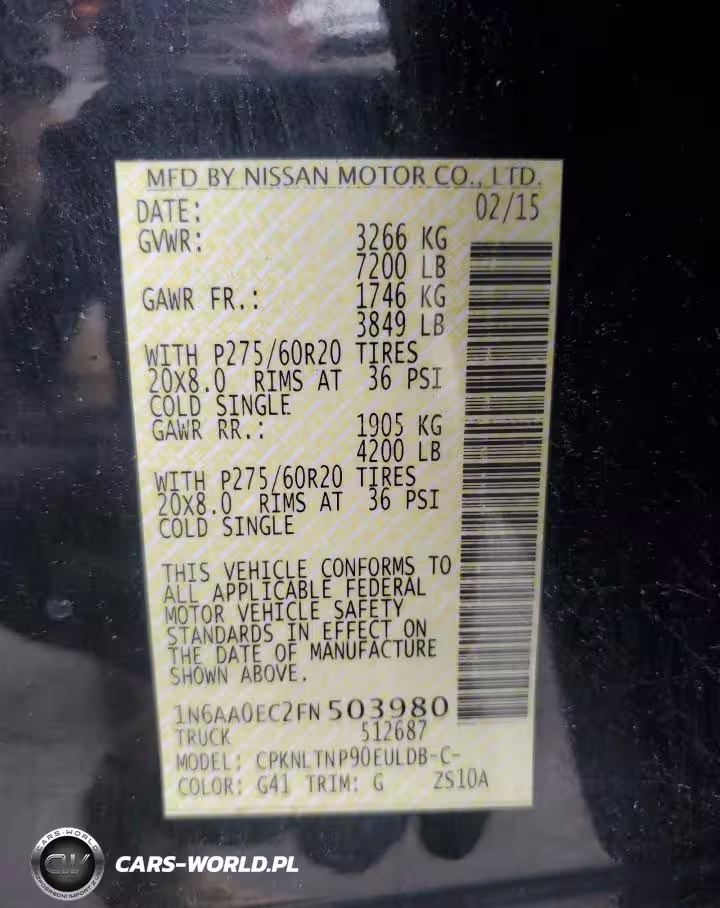 MFD BY NISSAN MOTOR CO., LTD.
DATE: 02/15
GVWR: 3266 KG
7200 LB
GAWR FR.: 1746 KG
3849 LB
WITH P275/60R20 TIRES
20X8.0 RIMS AT 36 PSI
COLD SINGLE
GAWR RR.: 1905 KG
4200 LB
WITH P275/60R20 TIRES
20X8.0 RIMS AT 36 PSI
COLD SINGLE
THIS VEHICLE CONFORMS TO
ALL APPLICABLE FEDERAL
MOTOR VEHICLE SAFETY
STANDARDS IN EFFECT ON
THE DATE OF MANUFACTURE
SHOWN ABOVE.
1N6AA0EC2FN503980
TRUCK 512687
MODEL: CPKNLTNP90EULDB-C-
COLOR: G41 TRIM: G ZS10A
CARS-WORLD
CW
CARS-WORLD.PL